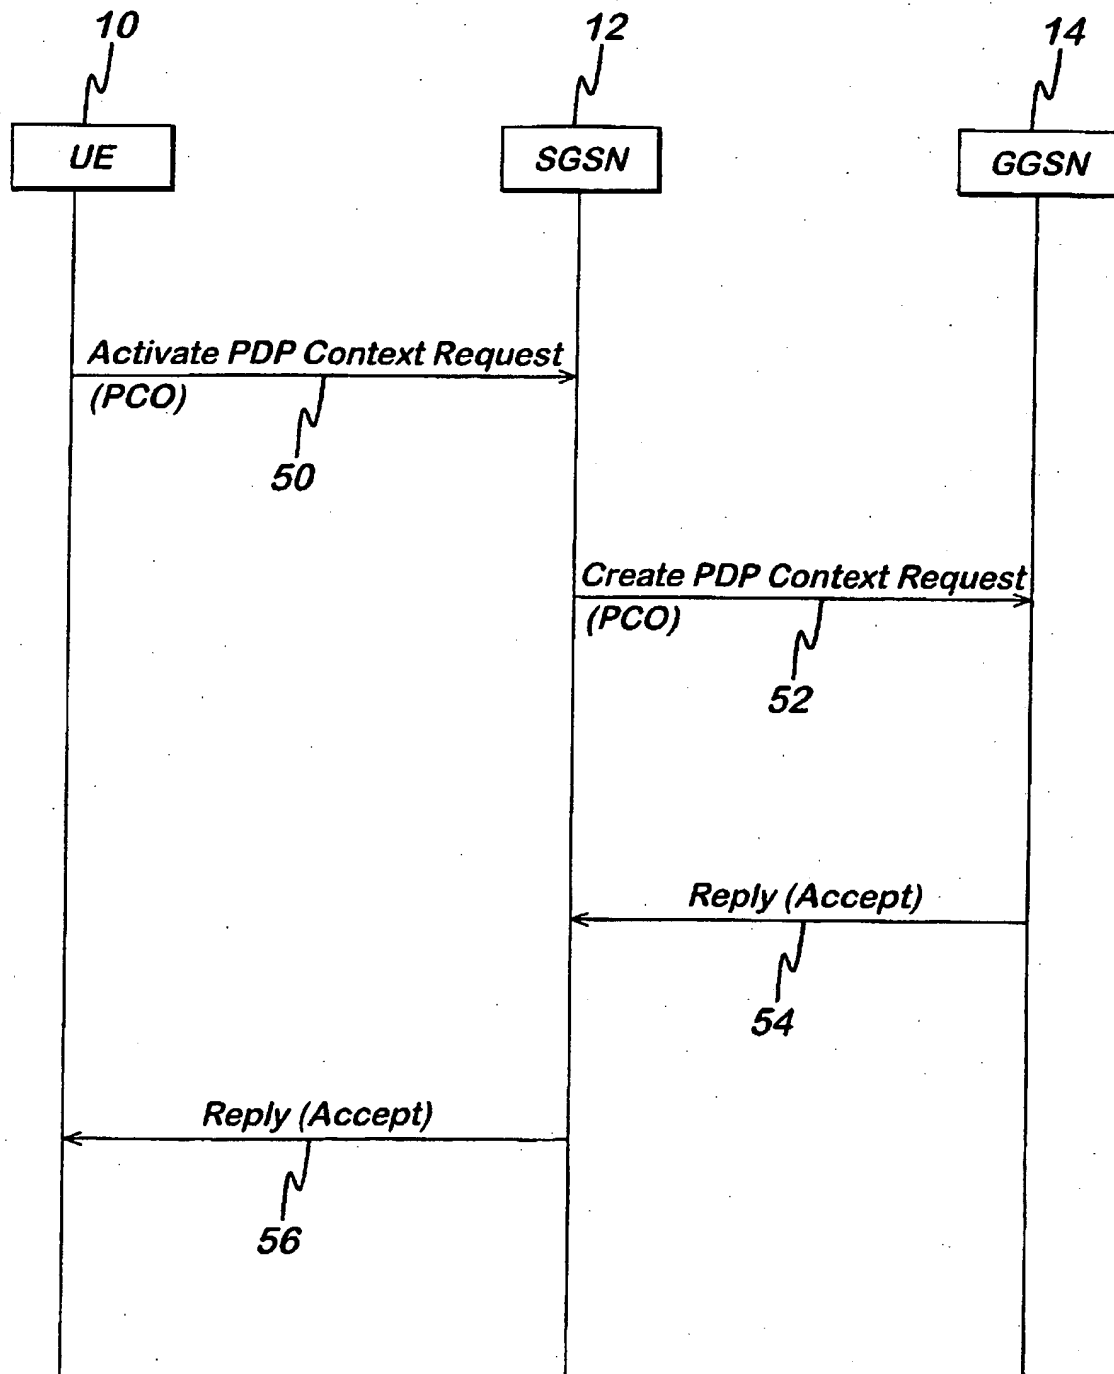 10
12
14
UE
SGSN
GGSN
Activate PDP Context Request
(PCO)
50
Create PDP Context Request
(PCO)
52
Reply (Accept)
54
Reply (Accept)
56